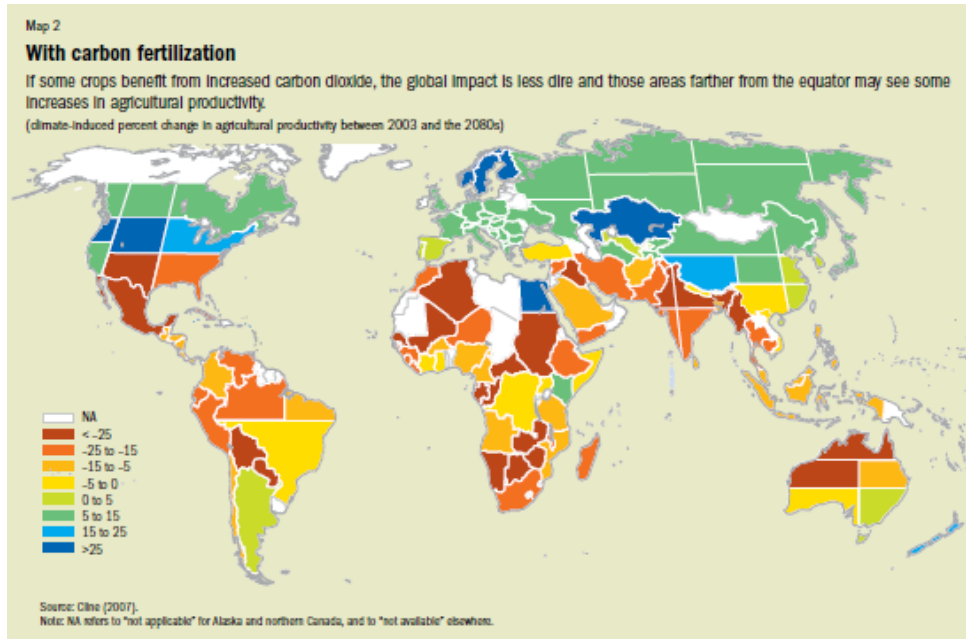 Map 2
With carbon fertilization
If some crops benefit from increased carbon dioxide, the global impact is less dire and those areas farther from the equator may see some
increases in agricultural productivity.
(climate-induced percent change in agricultural productivity between 2003 and the 2080s)
NA
< –25
–25 to –15
–15 to –5
–5 to 0
0 to 5
5 to 15
15 to 25
>25
Source: Cline (2007).
Note: NA refers to "not applicable" for Alaska and northern Canada, and to "not available" elsewhere.